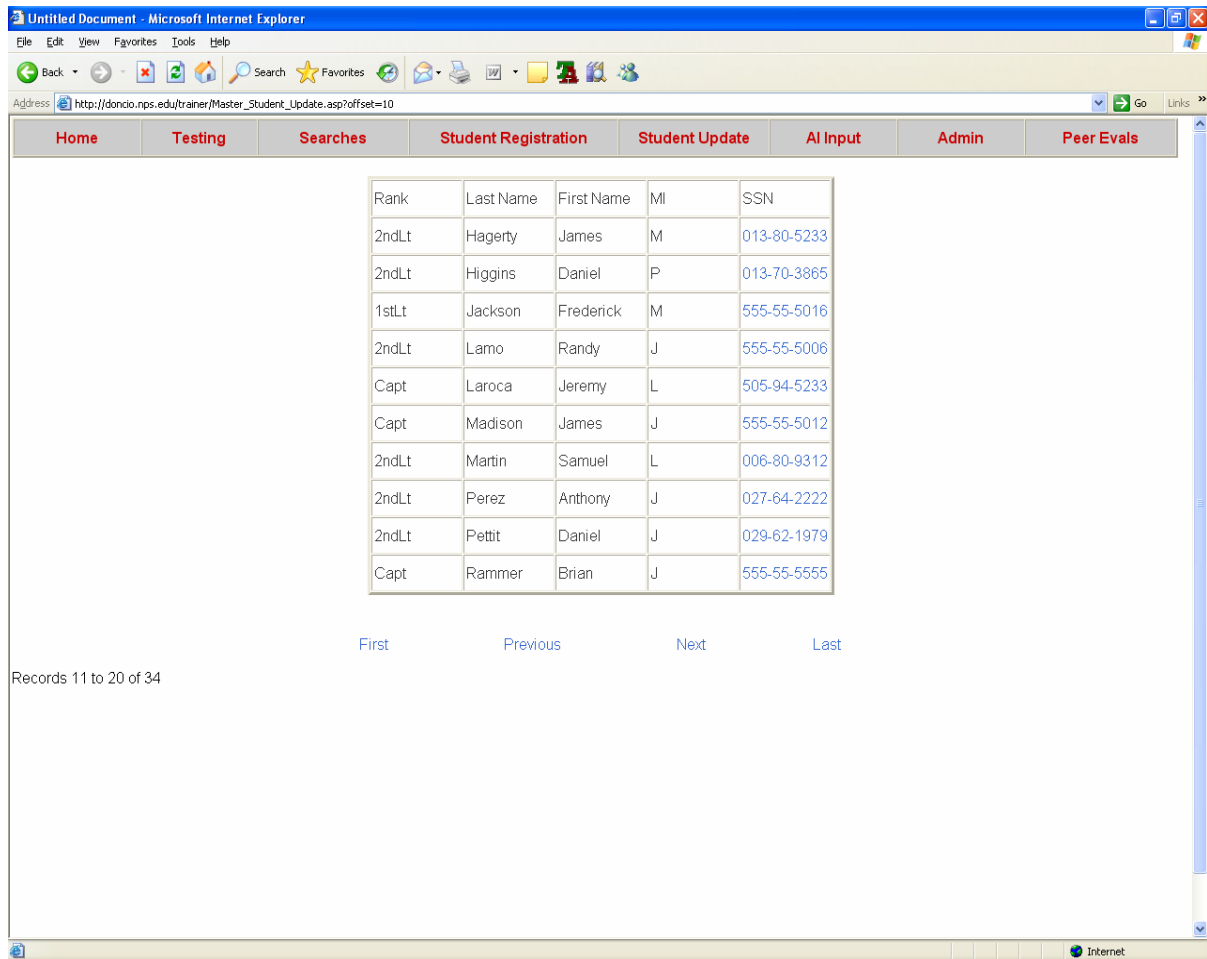 Untitled Document - Microsoft Internet Explorer
File Edit View Favorites Tools Help
Back Search Favorites
Address http://doncio.nps.edu/trainer/Master_Student_Update.asp?offset=10 Go Links »
Home Testing Searches Student Registration Student Update AI Input Admin Peer Evals
Rank Last Name First Name MI SSN
2ndLt Hagerty James M 013-80-5233
2ndLt Higgins Daniel P 013-70-3865
1stLt Jackson Frederick M 555-55-5016
2ndLt Lamo Randy J 555-55-5006
Capt Laroca Jeremy L 505-94-5233
Capt Madison James J 555-55-5012
2ndLt Martin Samuel L 006-80-9312
2ndLt Perez Anthony J 027-64-2222
2ndLt Pettit Daniel J 029-62-1979
Capt Rammer Brian J 555-55-5555
First Previous Next Last
Records 11 to 20 of 34
Internet